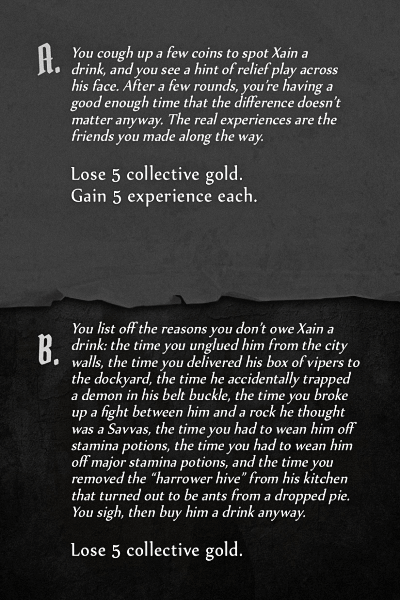 A. You cough up a few coins to spot Xain a
drink, and you see a hint of relief play across
his face. After a few rounds, you're having a
good enough time that the difference doesn't
matter anyway. The real experiences are the
friends you made along the way.
Lose 5 collective gold.
Gain 5 experience each.
B. You list off the reasons you don't owe Xain a
drink: the time you unglued him from the city
walls, the time you delivered his box of vipers to
the dockyard, the time he accidentally trapped
a demon in his belt buckle, the time you broke
up a fight between him and a rock he thought
was a Savvas, the time you had to wean him off
stamina potions, the time you had to wean him
off major stamina potions, and the time you
removed the “harrower hive” from his kitchen
that turned out to be ants from a dropped pie.
You sigh, then buy him a drink anyway.
Lose 5 collective gold.